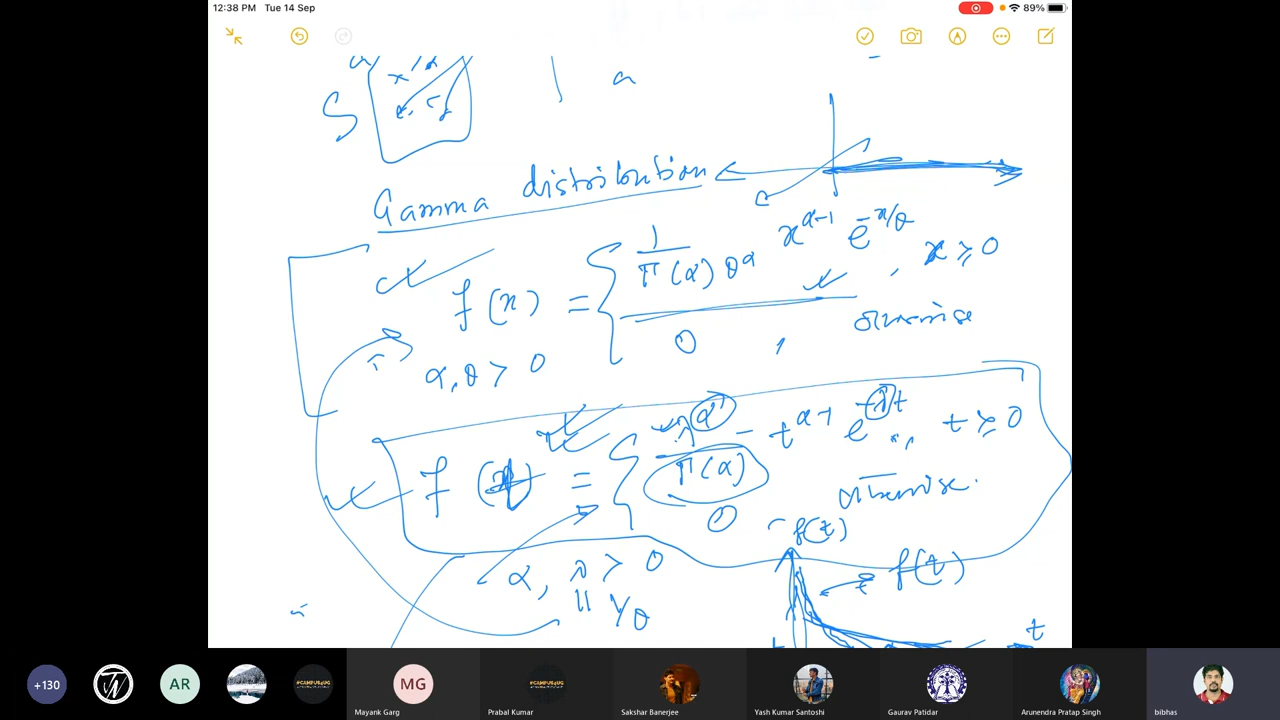 12:38 PM Tue 14 Sep
89%
S
a
Gamma distribution
f(x) = { 1/Π(α) θ^α x^{α-1} e^{-x/θ}, x ≥ 0
0, otherwise
α, θ > 0
f(t) = { λ^α/Π(α) t^{α-1} e^{-λt}, t ≥ 0
0 otherwise.
f(t)
f(t)
α, λ > 0
t
|| 1/θ
+130
AR
#CAMPUS4UG
MG
#CAMPUS4UG
Mayank Garg
Prabal Kumar
Sakshar Banerjee
Yash Kumar Santoshi
Gaurav Patidar
Arunendra Pratap Singh
bibhas